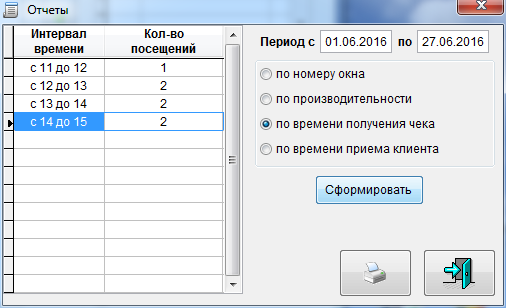 Отчеты
Интервал времени Кол-во посещений
с 11 до 12 1
с 12 до 13 2
с 13 до 14 2
с 14 до 15 2
Период с 01.06.2016 по 27.06.2016
по номеру окна
по производительности
по времени получения чека
по времени приема клиента
Сформировать